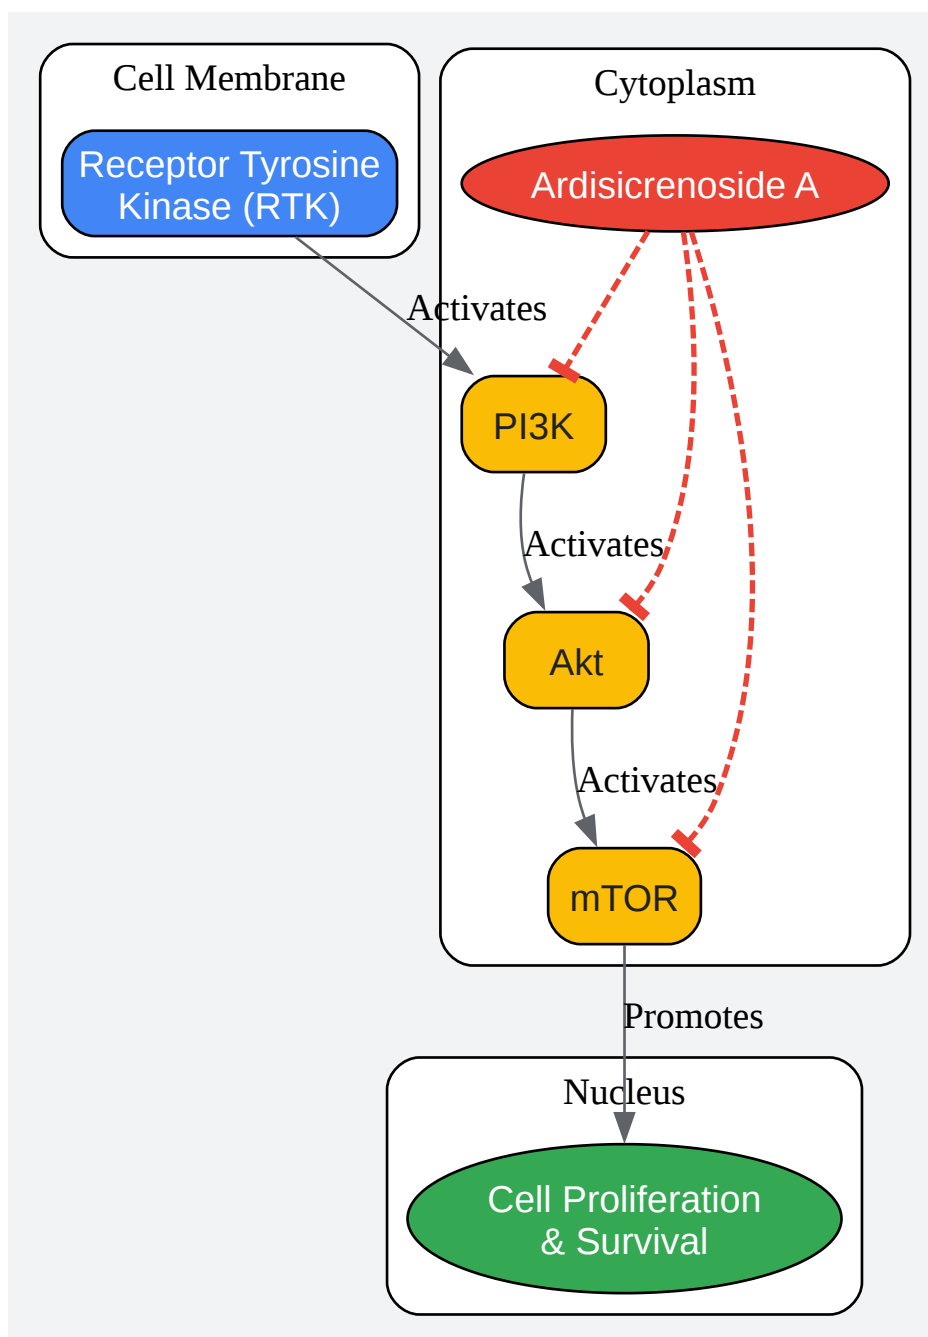 Cell Membrane
Receptor Tyrosine
Kinase (RTK)
Cytoplasm
Ardisicrenoside A
Activates
PI3K
Activates
Akt
Activates
mTOR
Promotes
Nucleus
Cell Proliferation
& Survival